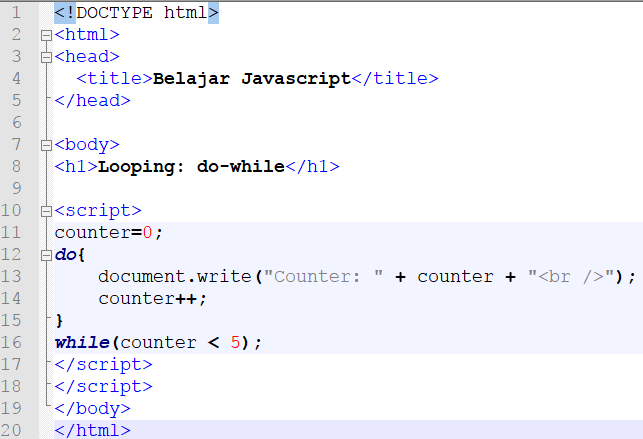 1 <!DOCTYPE html>
2 <html>
3 <head>
4   <title>Belajar Javascript</title>
5 </head>
6
7 <body>
8 <h1>Looping: do-while</h1>
9
10 <script>
11 counter=0;
12 do{
13     document.write("Counter: " + counter + "<br />");
14     counter++;
15 }
16 while(counter < 5);
17 </script>
18 </script>
19 </body>
20 </html>